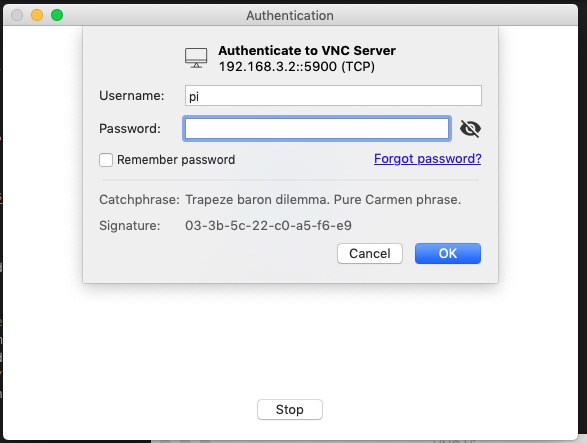 Authentication
Authenticate to VNC Server
192.168.3.2::5900 (TCP)
Username: pi
Password:
Remember password Forgot password?
Catchphrase: Trapeze baron dilemma. Pure Carmen phrase.
Signature: 03-3b-5c-22-c0-a5-f6-e9
Cancel OK
Stop